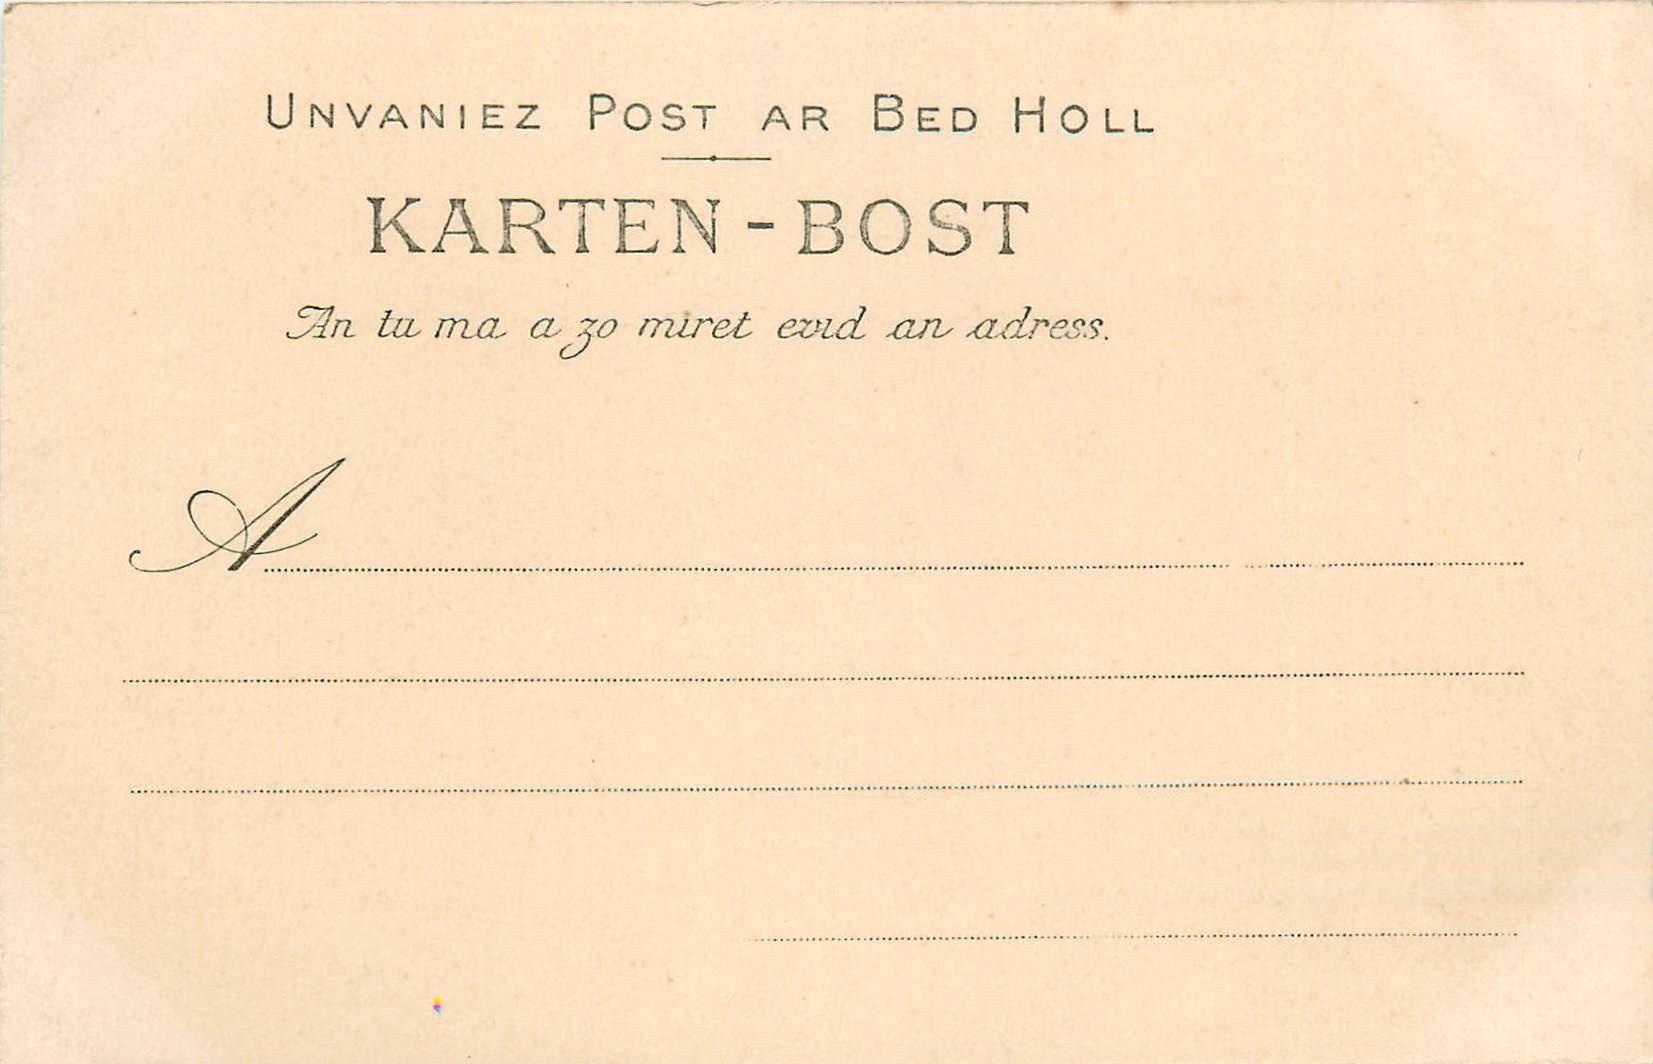 UNVANIEZ POST AR BED HOLL
KARTEN-BOST
An tu ma a zo miret evid an adress.
A